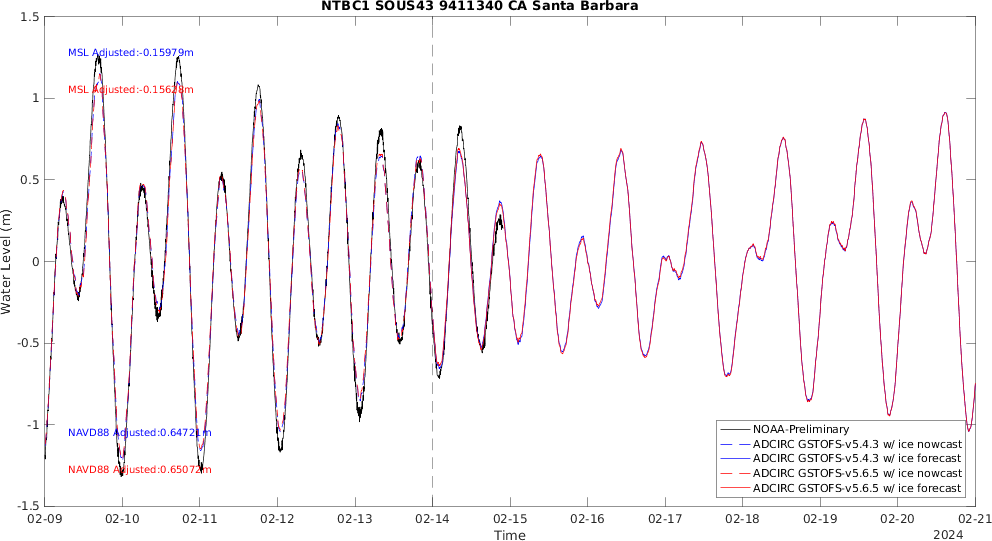 NTBC1 SOUS43 9411340 CA Santa Barbara
1.5
MSL Adjusted:-0.15979m
MSL Adjusted:-0.15628m
1
0.5
0
-0.5
-1
-1.5
Water Level (m)
NAVD88 Adjusted:0.64721m
NAVD88 Adjusted:0.65072m
NOAA-Preliminary
ADCIRC GSTOFS-v5.4.3 w/ ice nowcast
ADCIRC GSTOFS-v5.4.3 w/ ice forecast
ADCIRC GSTOFS-v5.6.5 w/ ice nowcast
ADCIRC GSTOFS-v5.6.5 w/ ice forecast
02-09 02-10 02-11 02-12 02-13 02-14 02-15 02-16 02-17 02-18 02-19 02-20 02-21
Time
2024